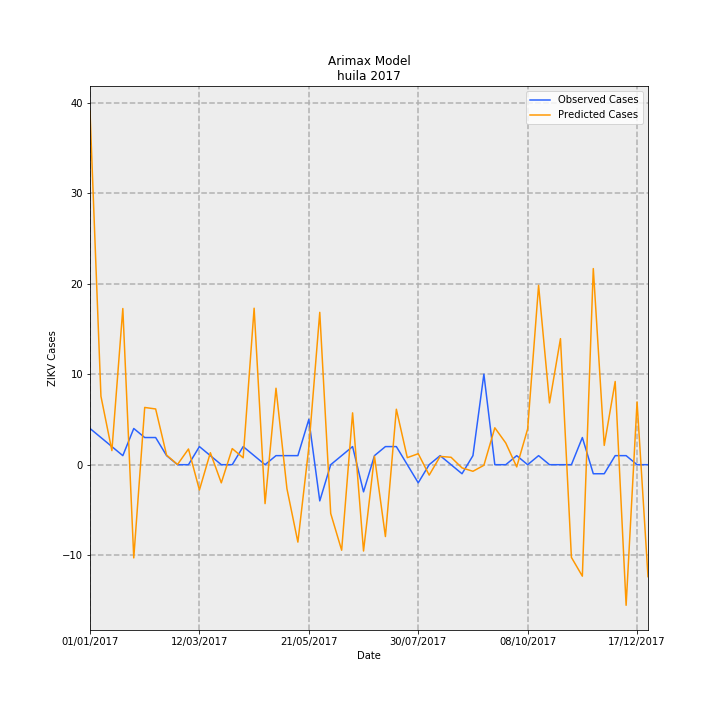 Arimax Model
huila 2017
Observed Cases
Predicted Cases
ZIKV Cases
40
30
20
10
0
−10
01/01/2017
12/03/2017
21/05/2017
30/07/2017
08/10/2017
17/12/2017
Date